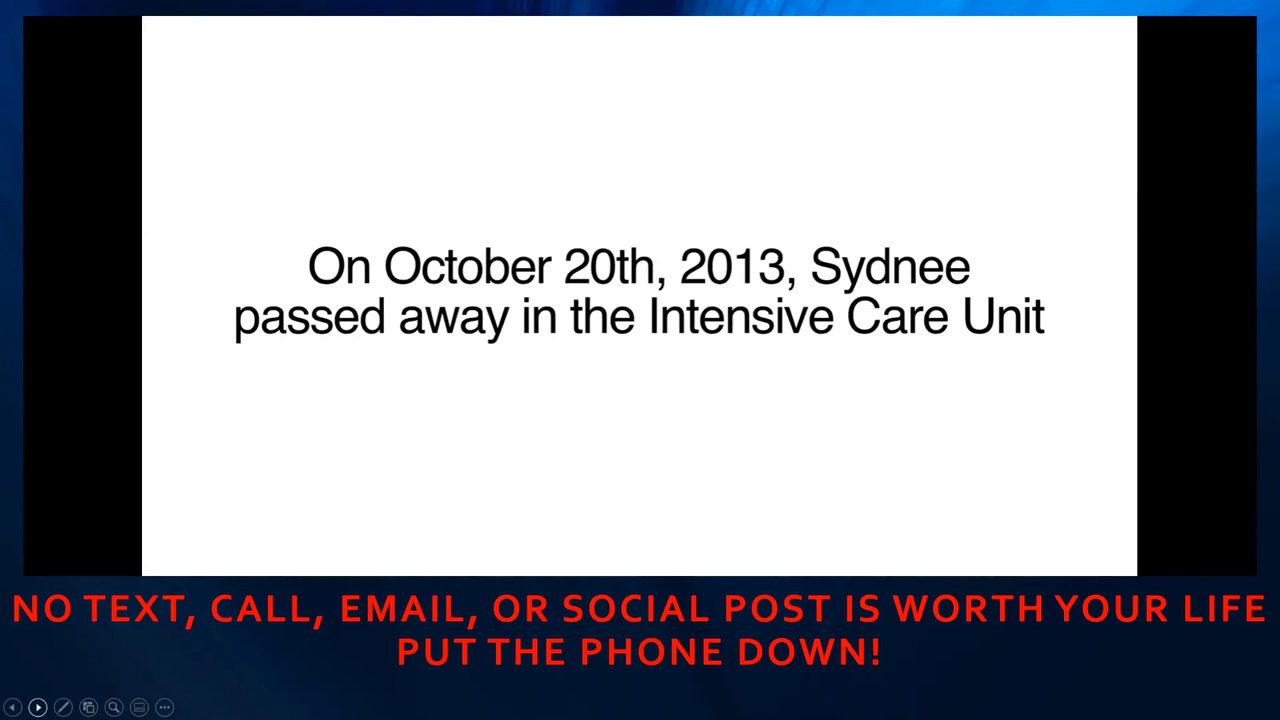 On October 20th, 2013, Sydnee
passed away in the Intensive Care Unit
NO TEXT, CALL, EMAIL, OR SOCIAL POST IS WORTH YOUR LIFE
PUT THE PHONE DOWN!